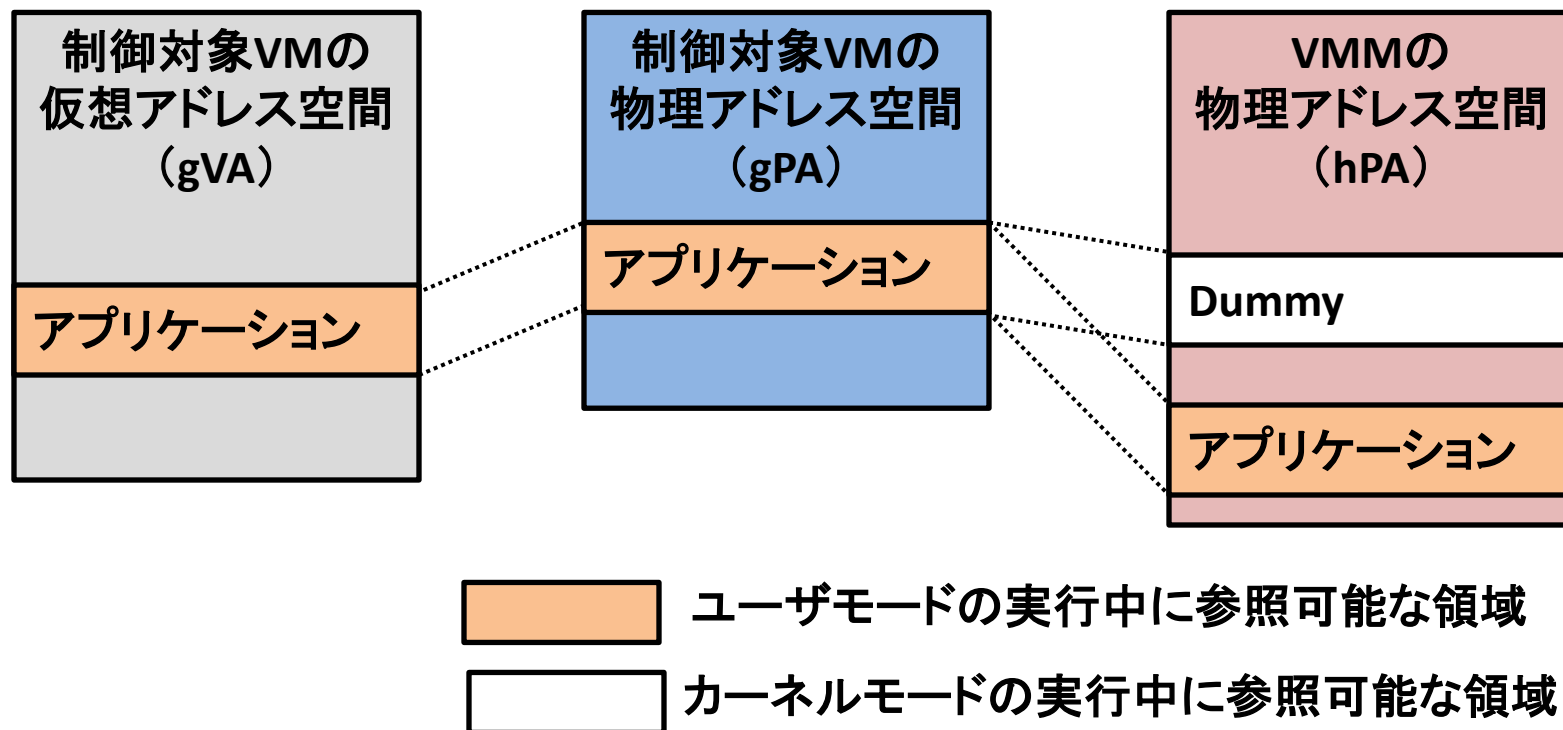 制御対象VMの
仮想アドレス空間
（gVA）
アプリケーション
制御対象VMの
物理アドレス空間
（gPA）
アプリケーション
VMMの
物理アドレス空間
（hPA）
Dummy
アプリケーション
ユーザモードの実行中に参照可能な領域
カーネルモードの実行中に参照可能な領域